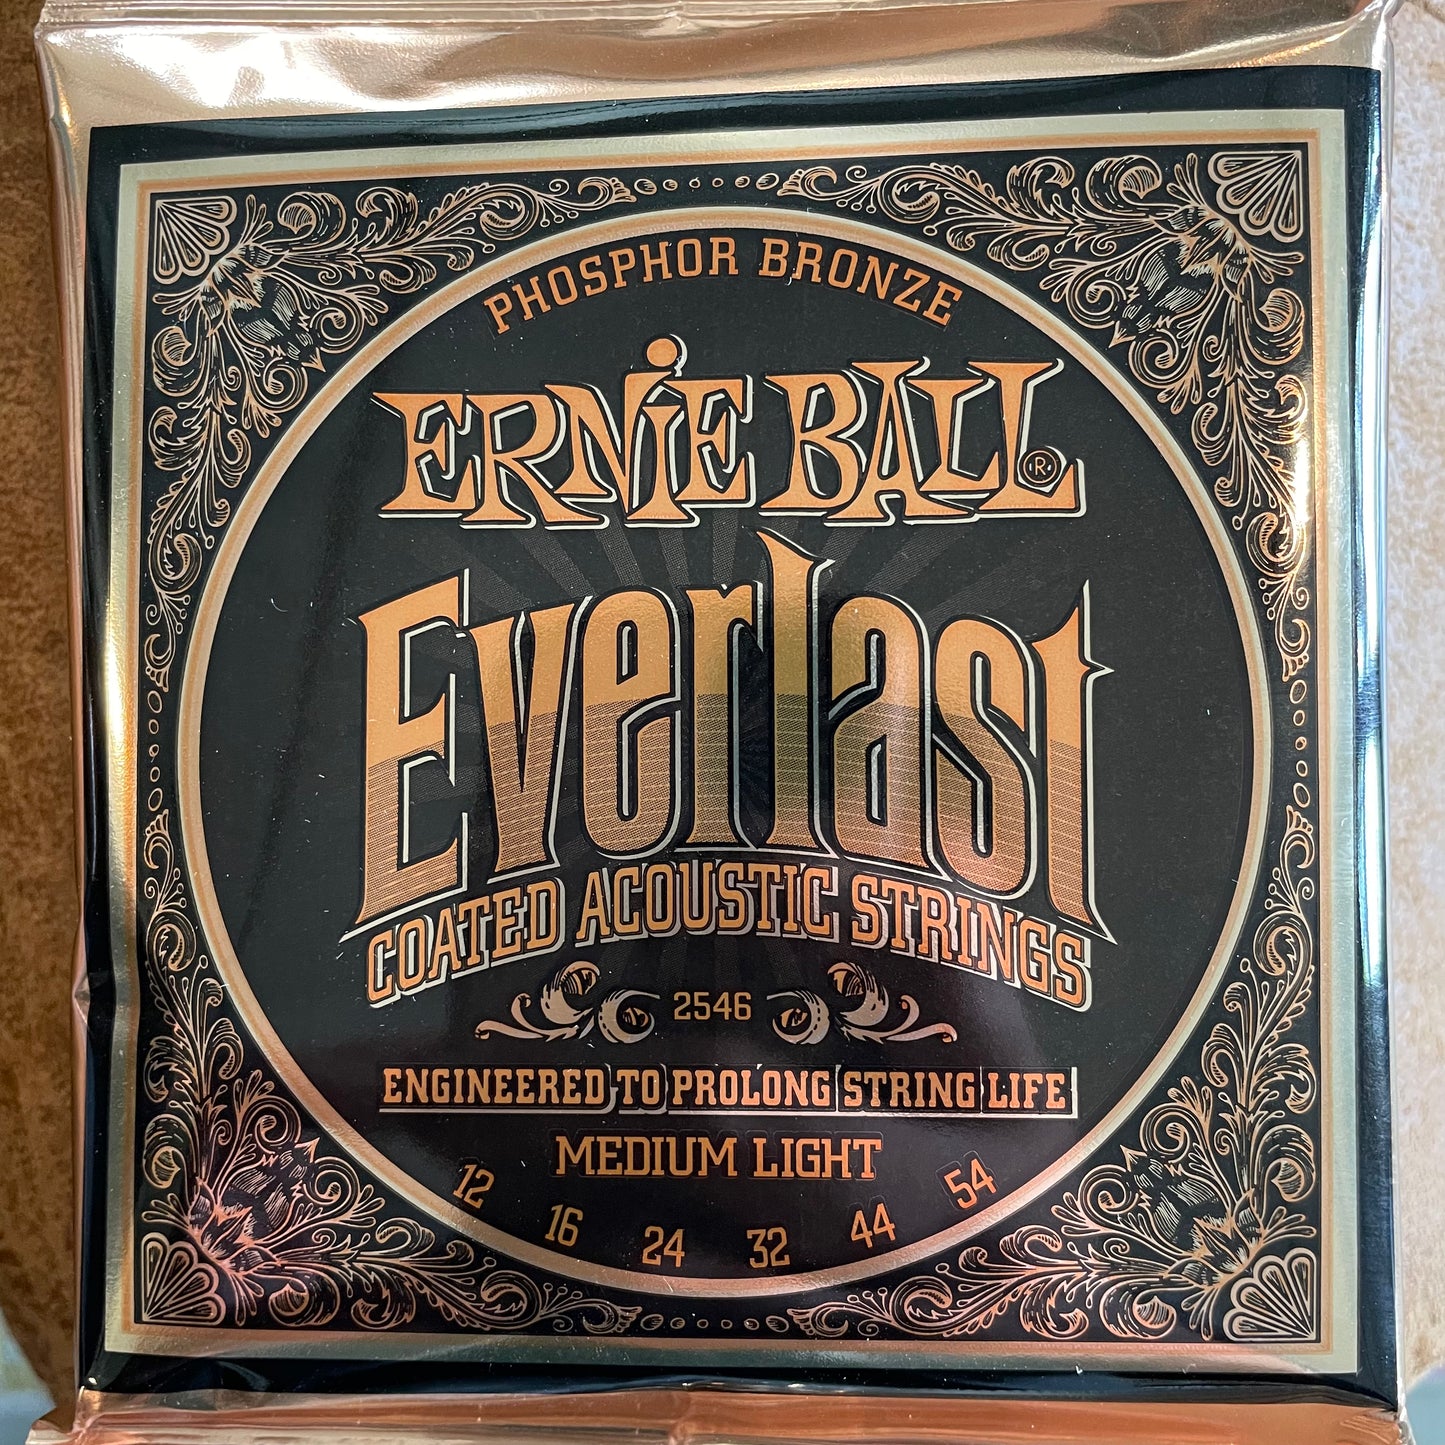 PHOSPHOR BRONZE
ERNIE BALL ®
Everlast
COATED ACOUSTIC STRINGS
2546
ENGINEERED TO PROLONG STRING LIFE
MEDIUM LIGHT
12 16 24 32 44 54